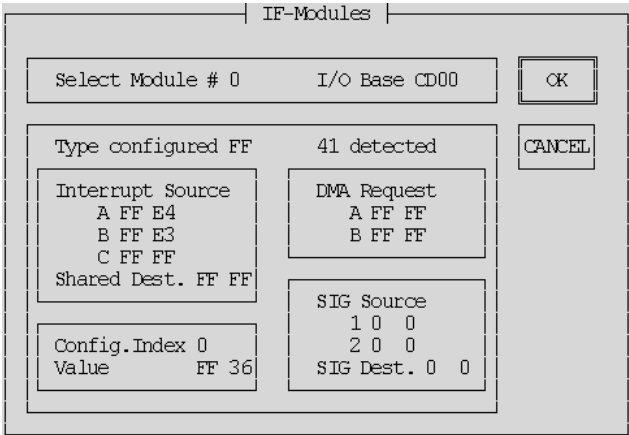 IF-Modules
Select Module # 0 I/O Base CD00
OK
Type configured FF 41 detected
CANCEL
Interrupt Source
A FF E4
B FF E3
C FF FF
Shared Dest. FF FF
DMA Request
A FF FF
B FF FF
Config.Index 0
Value FF 36
SIG Source
1 0 0
2 0 0
SIG Dest. 0 0